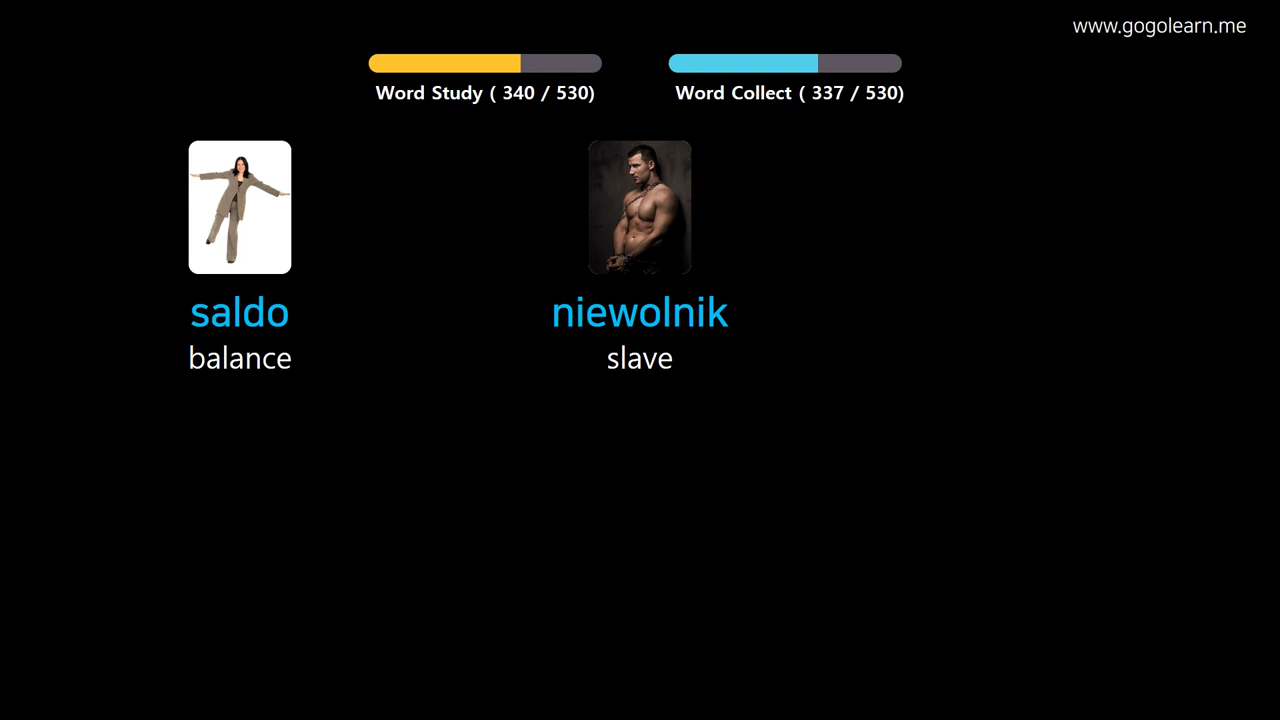 www.gogolearn.me
Word Study ( 340 / 530)
Word Collect ( 337 / 530)
saldo
balance
niewolnik
slave